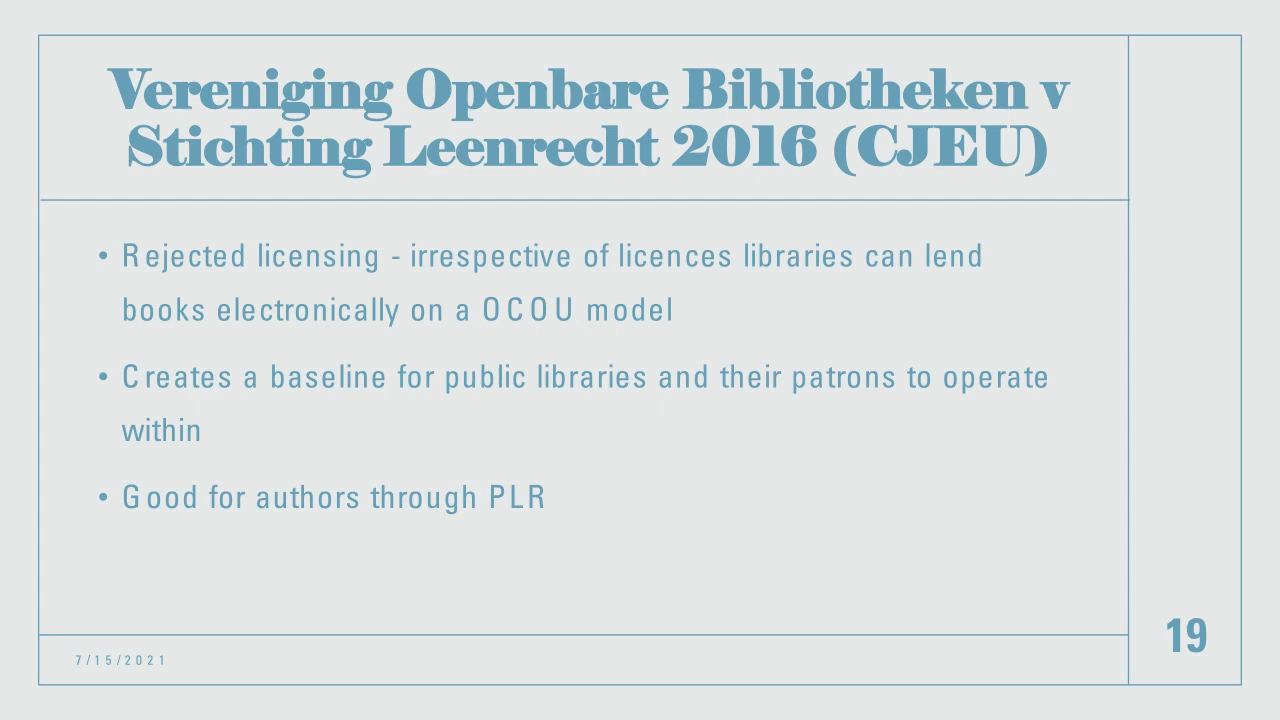 Vereniging Openbare Bibliotheken v
Stichting Leenrecht 2016 (CJEU)
• Rejected licensing - irrespective of licences libraries can lend
books electronically on a OCOU model
• Creates a baseline for public libraries and their patrons to operate
within
• Good for authors through PLR
19
7/15/2021